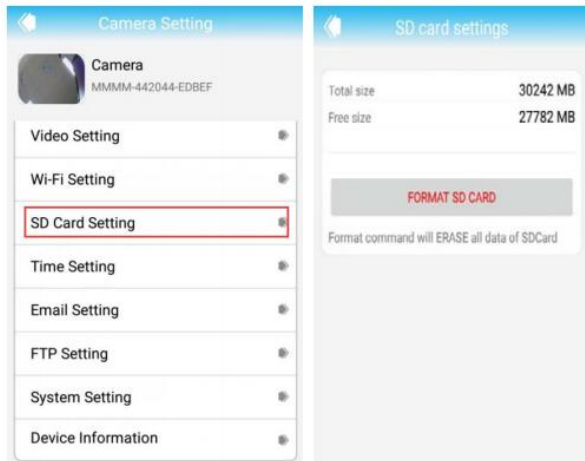 Camera Setting
Camera
MMMM-442044-EDBEF
Video Setting
Wi-Fi Setting
SD Card Setting
Time Setting
Email Setting
FTP Setting
System Setting
Device Information
SD card settings
Total size 30242 MB
Free size 27782 MB
FORMAT SD CARD
Format command will ERASE all data of SDCard